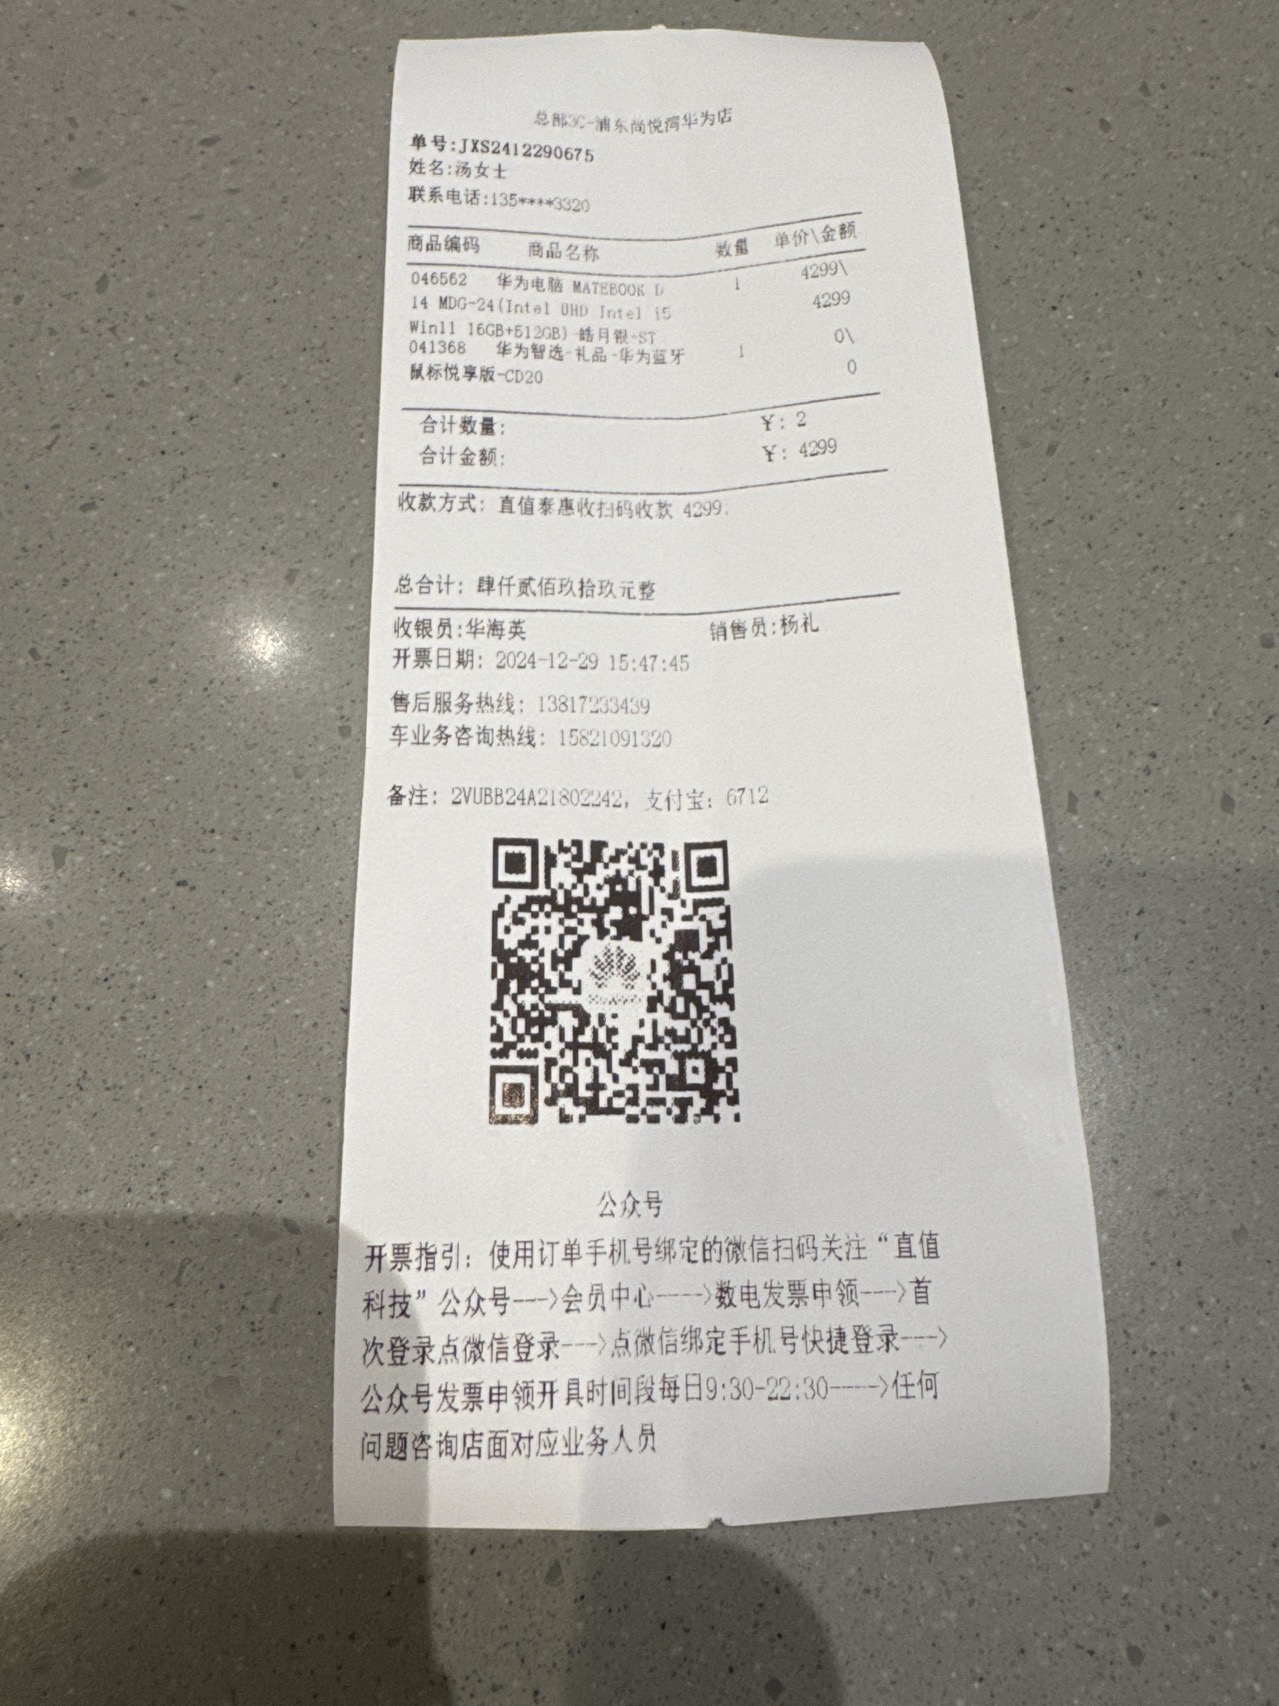 总部3C-浦东尚悦湾华为店
单号:JXS2412290675
姓名:汤女士
联系电话:135****3320
商品编码 商品名称 数量 单价\金额
046562 华为电脑 MATEBOOK D 1 4299\
14 MDG-24(Intel UHD Intel i5 4299
Win11 16GB+512GB)-皓月银-ST
041368 华为智选-礼品-华为蓝牙 1 0\
鼠标悦享版-CD20 0
合计数量: ￥: 2
合计金额: ￥: 4299
收款方式: 直值泰惠收扫码收款 4299.
总合计: 肆仟贰佰玖拾玖元整
收银员:华海英 销售员:杨礼
开票日期: 2024-12-29 15:47:45
售后服务热线: 13817233439
车业务咨询热线: 15821091320
备注: 2VUBB24A21802242, 支付宝: 6712
公众号
开票指引: 使用订单手机号绑定的微信扫码关注“直值
科技”公众号--->会员中心---->数电发票申领--->首
次登录点微信登录--->点微信绑定手机号快捷登录--->
公众号发票申领开具时间段每日9:30-22:30---->任何
问题咨询店面对应业务人员